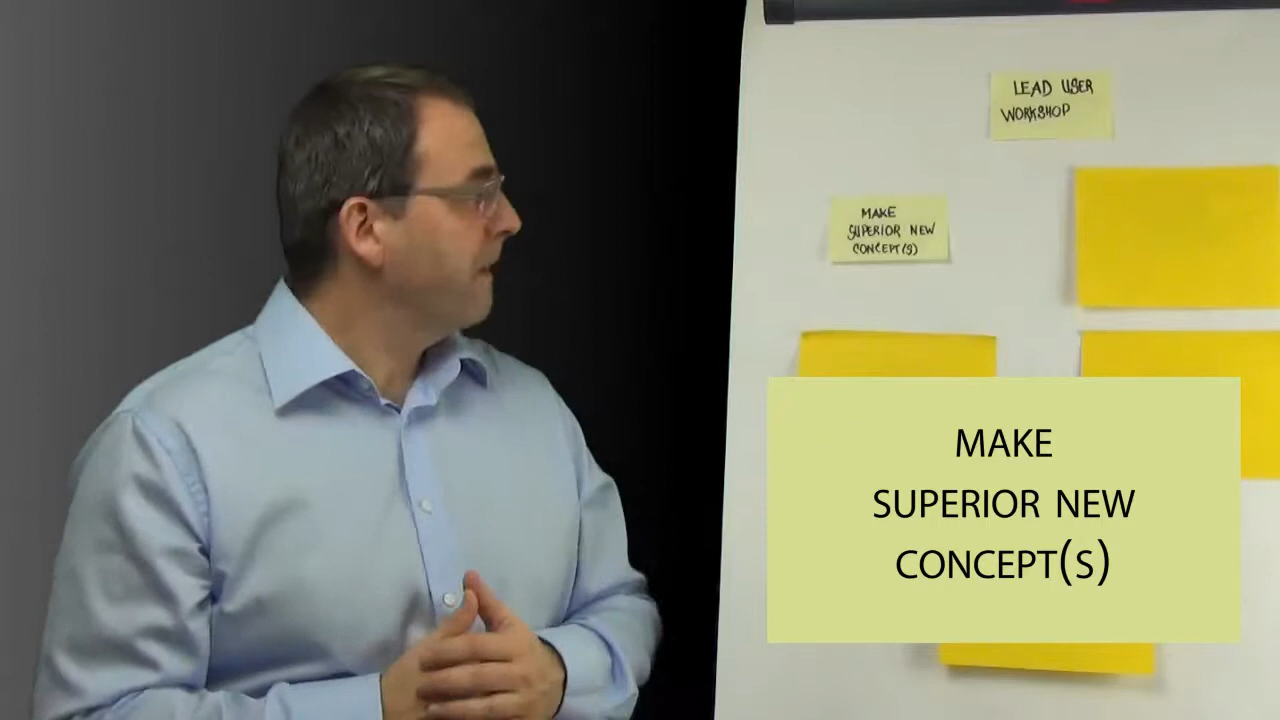 LEAD USER
WORKSHOP
MAKE
SUPERIOR NEW
CONCEPT(S)
MAKE
SUPERIOR NEW
CONCEPT(S)